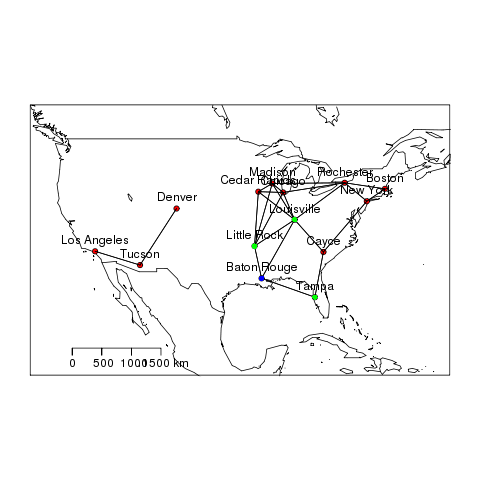 Madison
Rochester
Cedar Rapids
Chicago
Boston
New York
Denver
Louisville
Little Rock
Los Angeles
Cayce
Tucson
Baton Rouge
Tampa
0 500 1000 1500 km